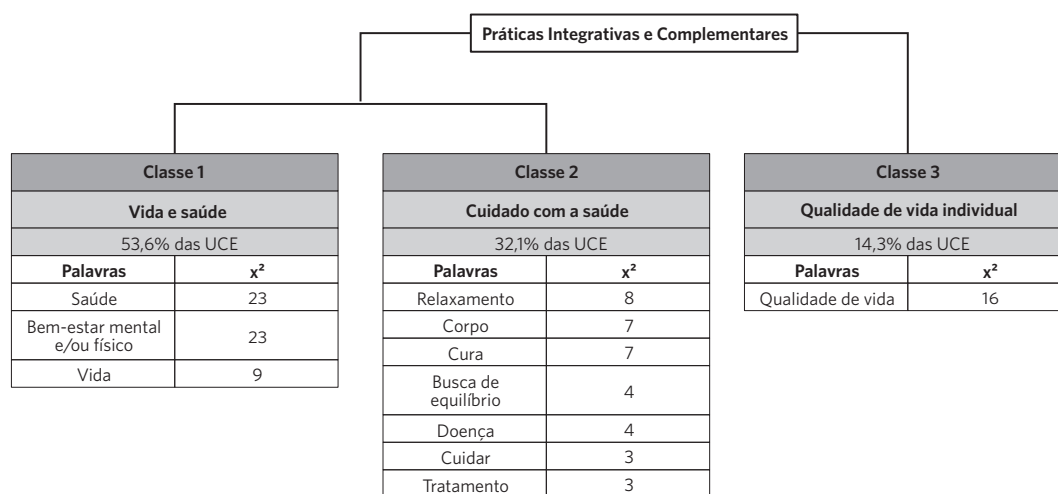 Práticas Integrativas e Complementares
Classe 1
Vida e saúde
53,6% das UCE
Palavras x²
Saúde 23
Bem-estar mental
e/ou físico 23
Vida 9
Classe 2
Cuidado com a saúde
32,1% das UCE
Palavras x²
Relaxamento 8
Corpo 7
Cura 7
Busca de
equilíbrio 4
Doença 4
Cuidar 3
Tratamento 3
Classe 3
Qualidade de vida individual
14,3% das UCE
Palavras x²
Qualidade de vida 16